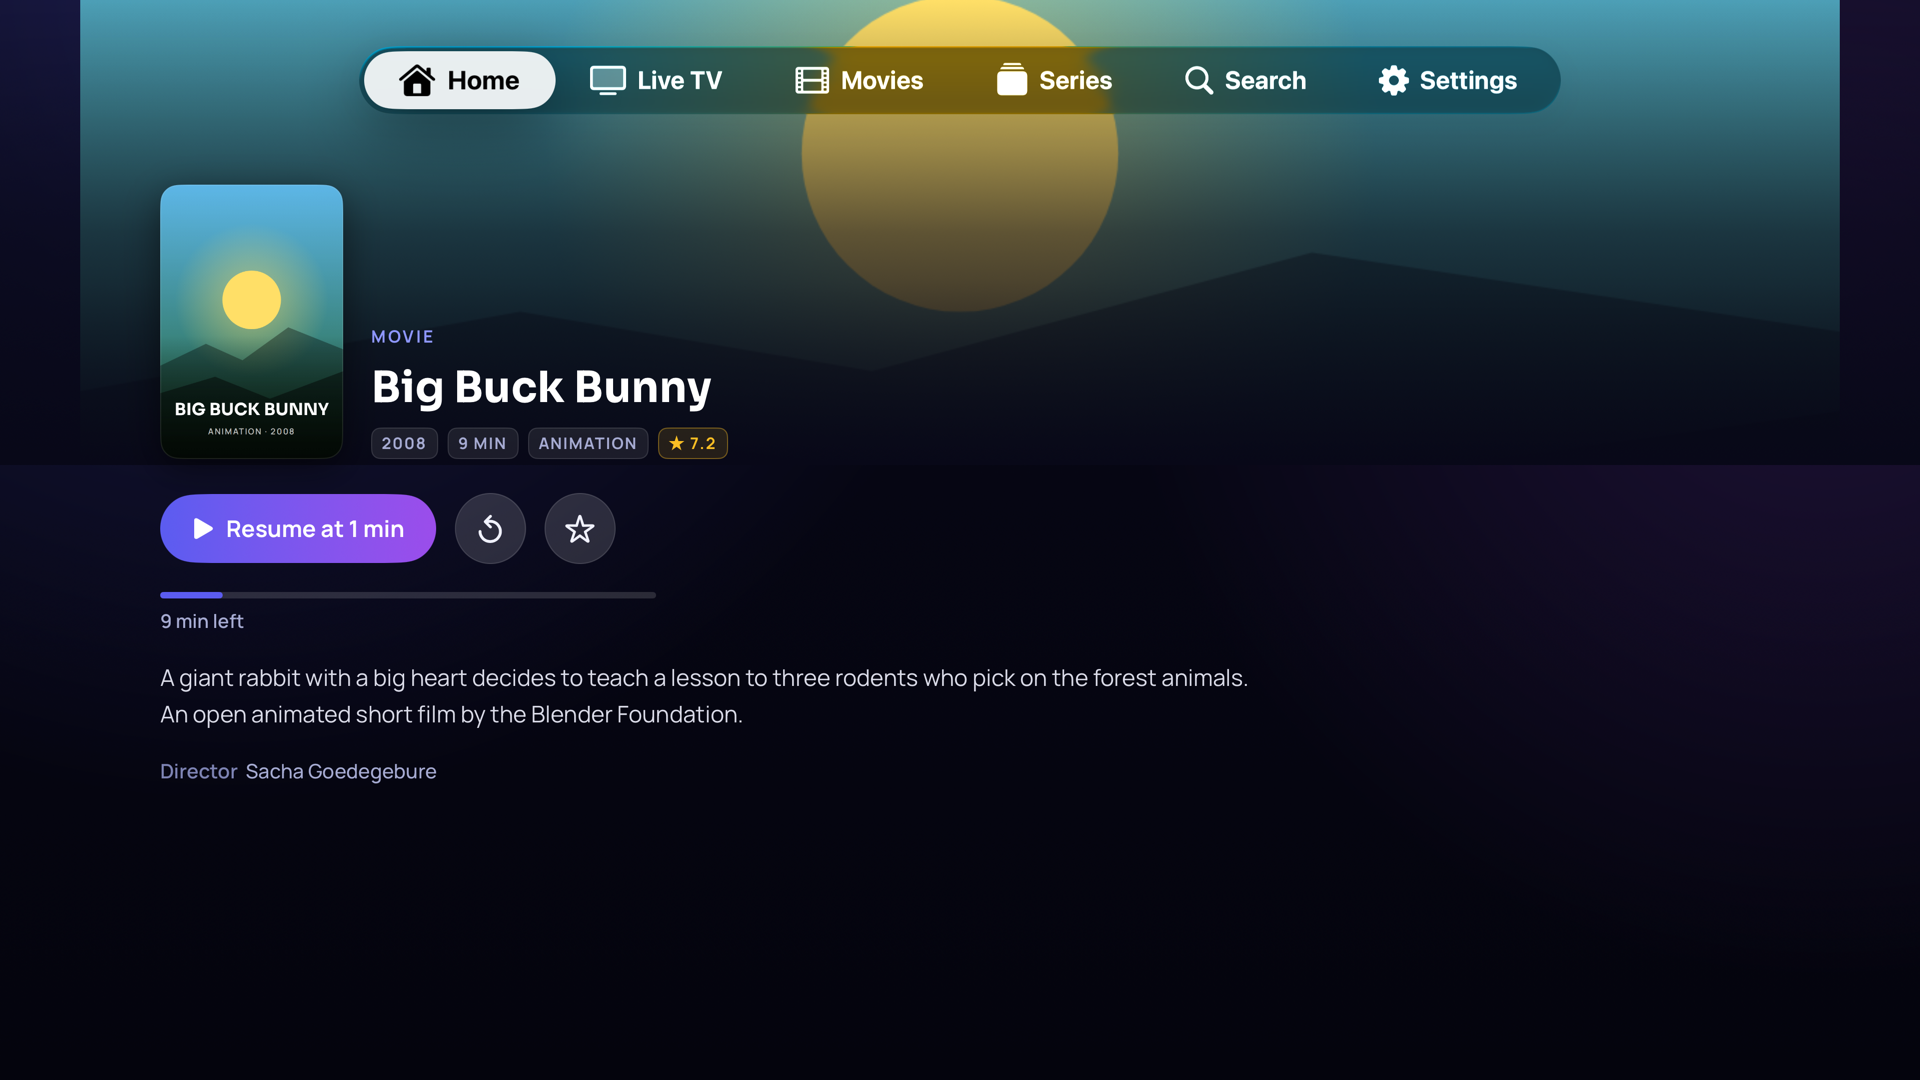 Home Live TV Movies Series Search Settings
BIG BUCK BUNNY
ANIMATION · 2008
MOVIE
Big Buck Bunny
2008 9 MIN ANIMATION ★ 7.2
Resume at 1 min
9 min left
A giant rabbit with a big heart decides to teach a lesson to three rodents who pick on the forest animals.
An open animated short film by the Blender Foundation.
Director Sacha Goedegebure